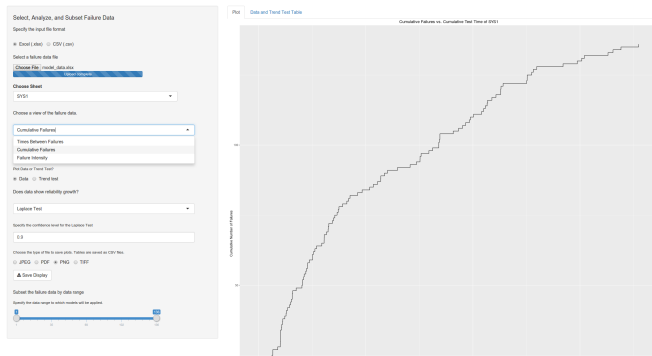 Select, Analyze, and Subset Failure Data
Specify the input file format
Excel (.xlsx) CSV (.csv)
Select a failure data file
Choose File model_data.xlsx
Upload complete
Choose Sheet
SYS1
Choose a view of the failure data.
Cumulative Failures
Times Between Failures
Cumulative Failures
Failure Intensity
Plot Data or Trend Test?
Data Trend test
Does data show reliability growth?
Laplace Test
Specify the confidence level for the Laplace Test
0.9
Choose the type of file to save plots. Tables are saved as CSV files.
JPEG PDF PNG TIFF
Save Display
Subset the failure data by data range
Specify the data range to which models will be applied.
Plot Data and Trend Test Table
Cumulative Failures vs. Cumulative Test Time of SYS1
Cumulative Number of Failures